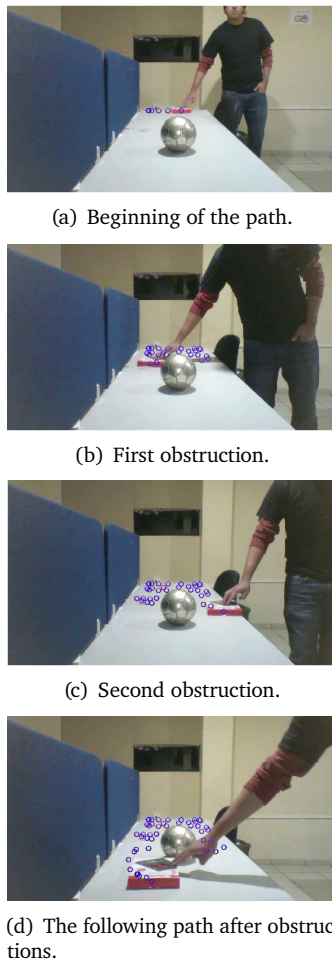 (a) Beginning of the path.
(b) First obstruction.
(c) Second obstruction.
(d) The following path after obstruc
tions.